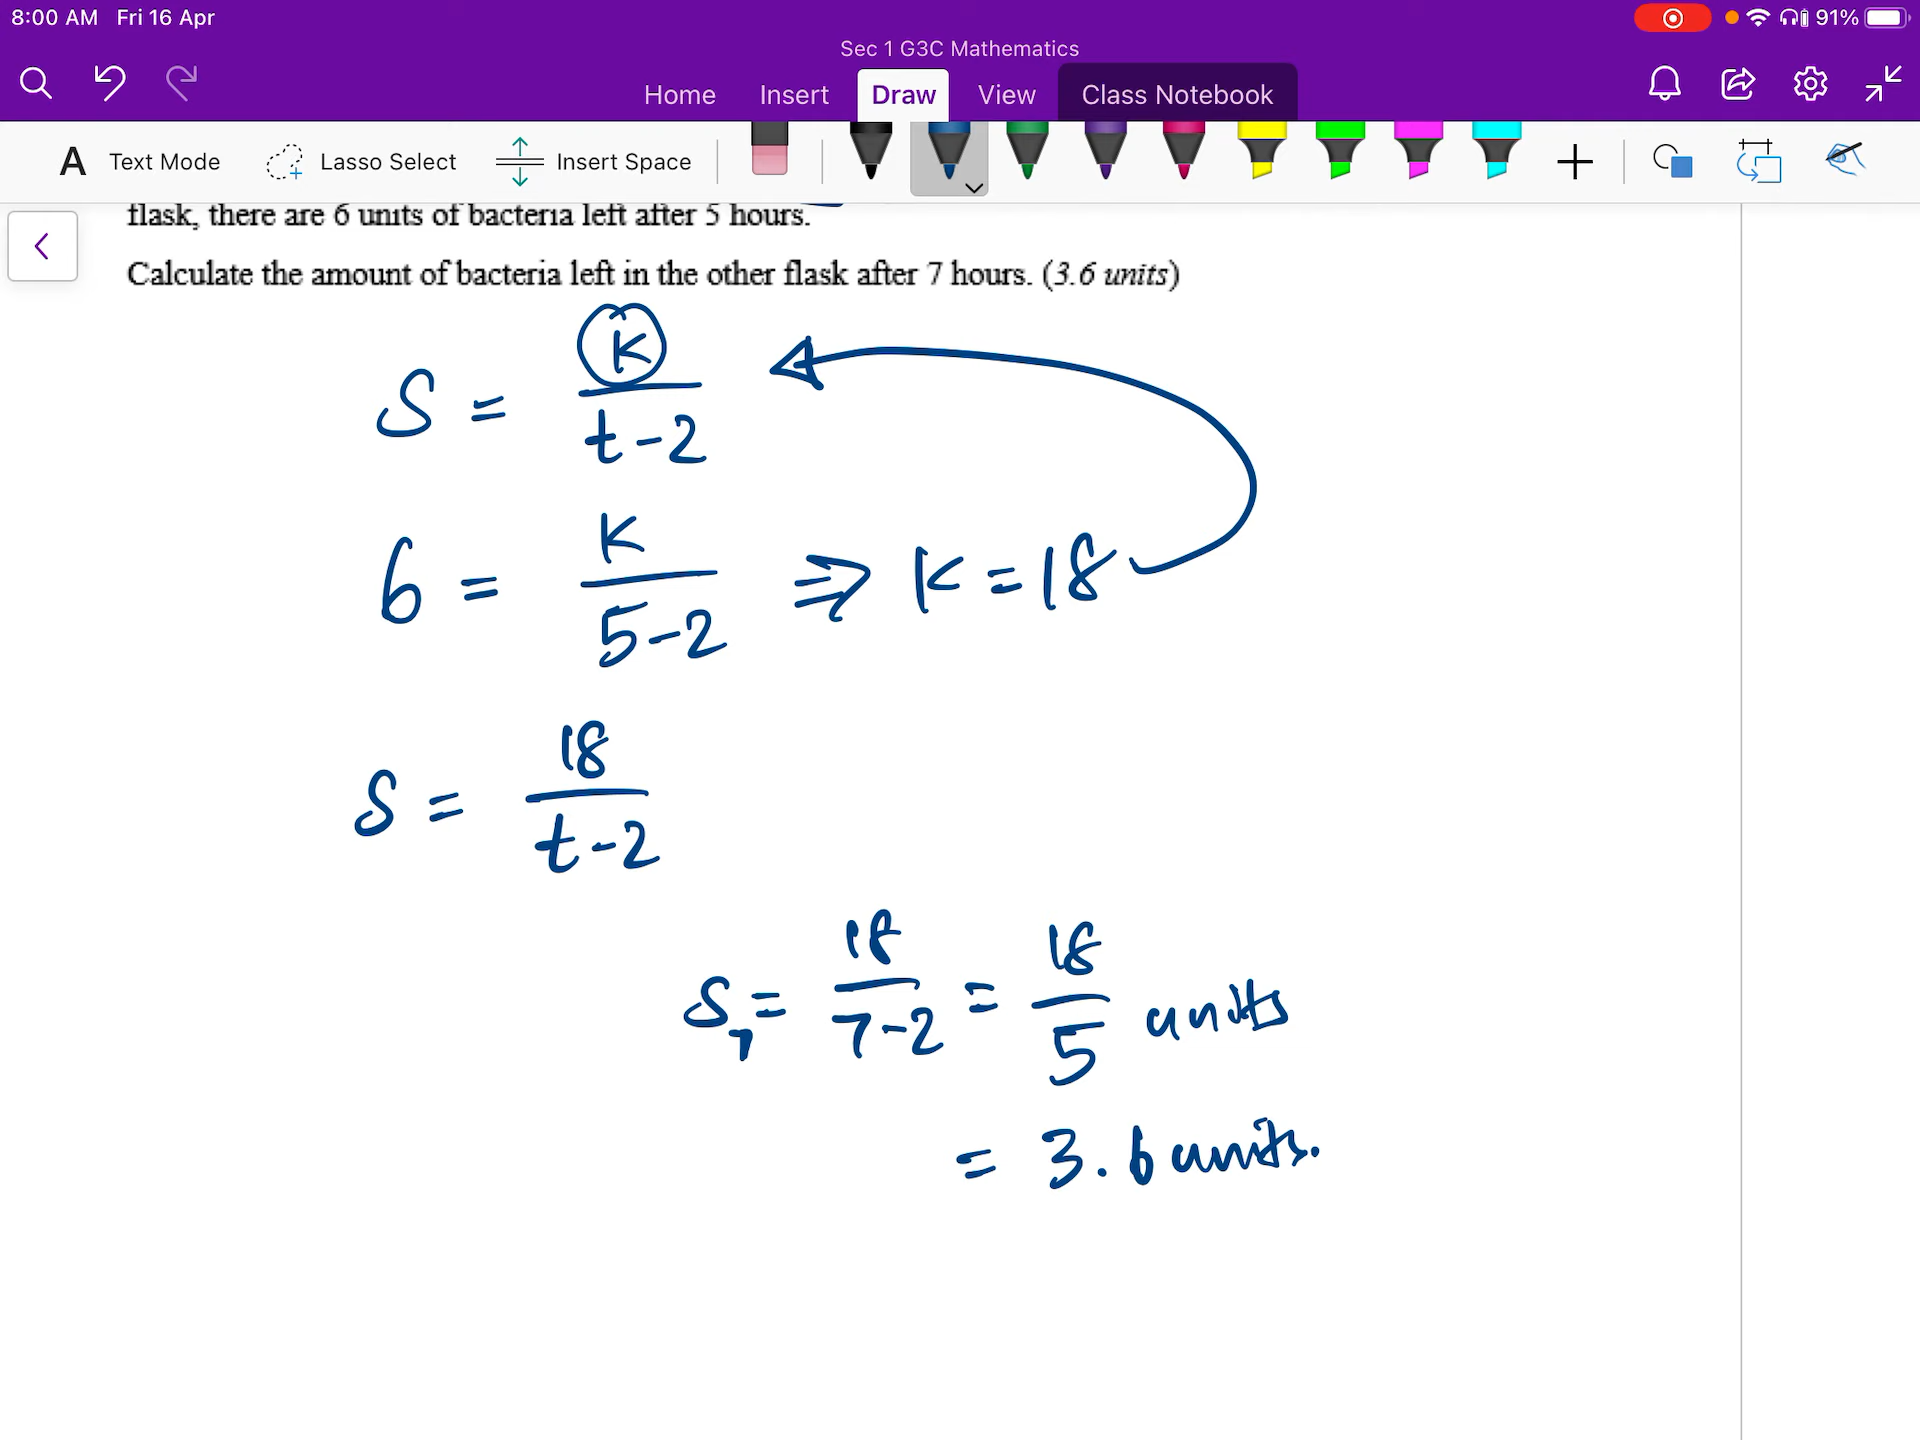 8:00 AM Fri 16 Apr 91%
Sec 1 G3C Mathematics
Home Insert Draw View Class Notebook
A Text Mode Lasso Select Insert Space
flask, there are 6 units of bacteria left after 5 hours.
Calculate the amount of bacteria left in the other flask after 7 hours. (3.6 units)
S = k / t-2
6 = k / 5-2 ⇒ k = 18
S = 18 / t-2
S7 = 18 / 7-2 = 18 / 5 units
= 3.6 units.